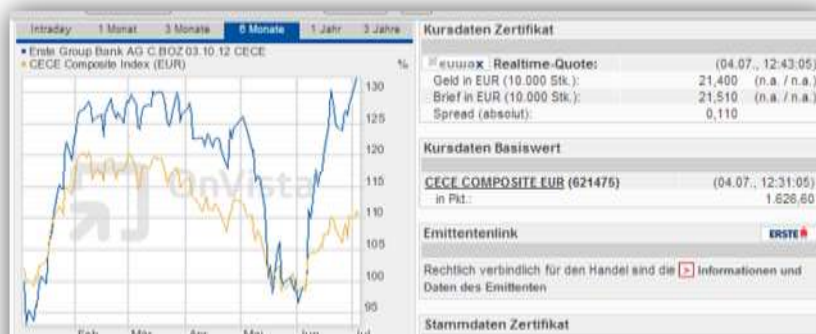 Intraday 1 Monat 3 Monate 6 Monate 1 Jahr 3 Jahre
Erste Group Bank AG C.BOZ 03.10.12 CECE
CECE Composite Index (EUR)
%
130
125
120
115
110
105
100
95
Feb Mär Apr Mai Jun Jul
OnVista
Kursdaten Zertifikat
euwax Realtime-Quote: (04.07., 12:43:05)
Geld in EUR (10.000 Stk.): 21,400 (n.a. / n.a.)
Brief in EUR (10.000 Stk.): 21,510 (n.a. / n.a.)
Spread (absolut): 0,110
Kursdaten Basiswert
CECE COMPOSITE EUR (621475) (04.07., 12:31:05)
in Pkt.: 1.626,60
Emittentenlink
ERSTE
Rechtlich verbindlich für den Handel sind die Informationen und
Daten des Emittenten
Stammdaten Zertifikat